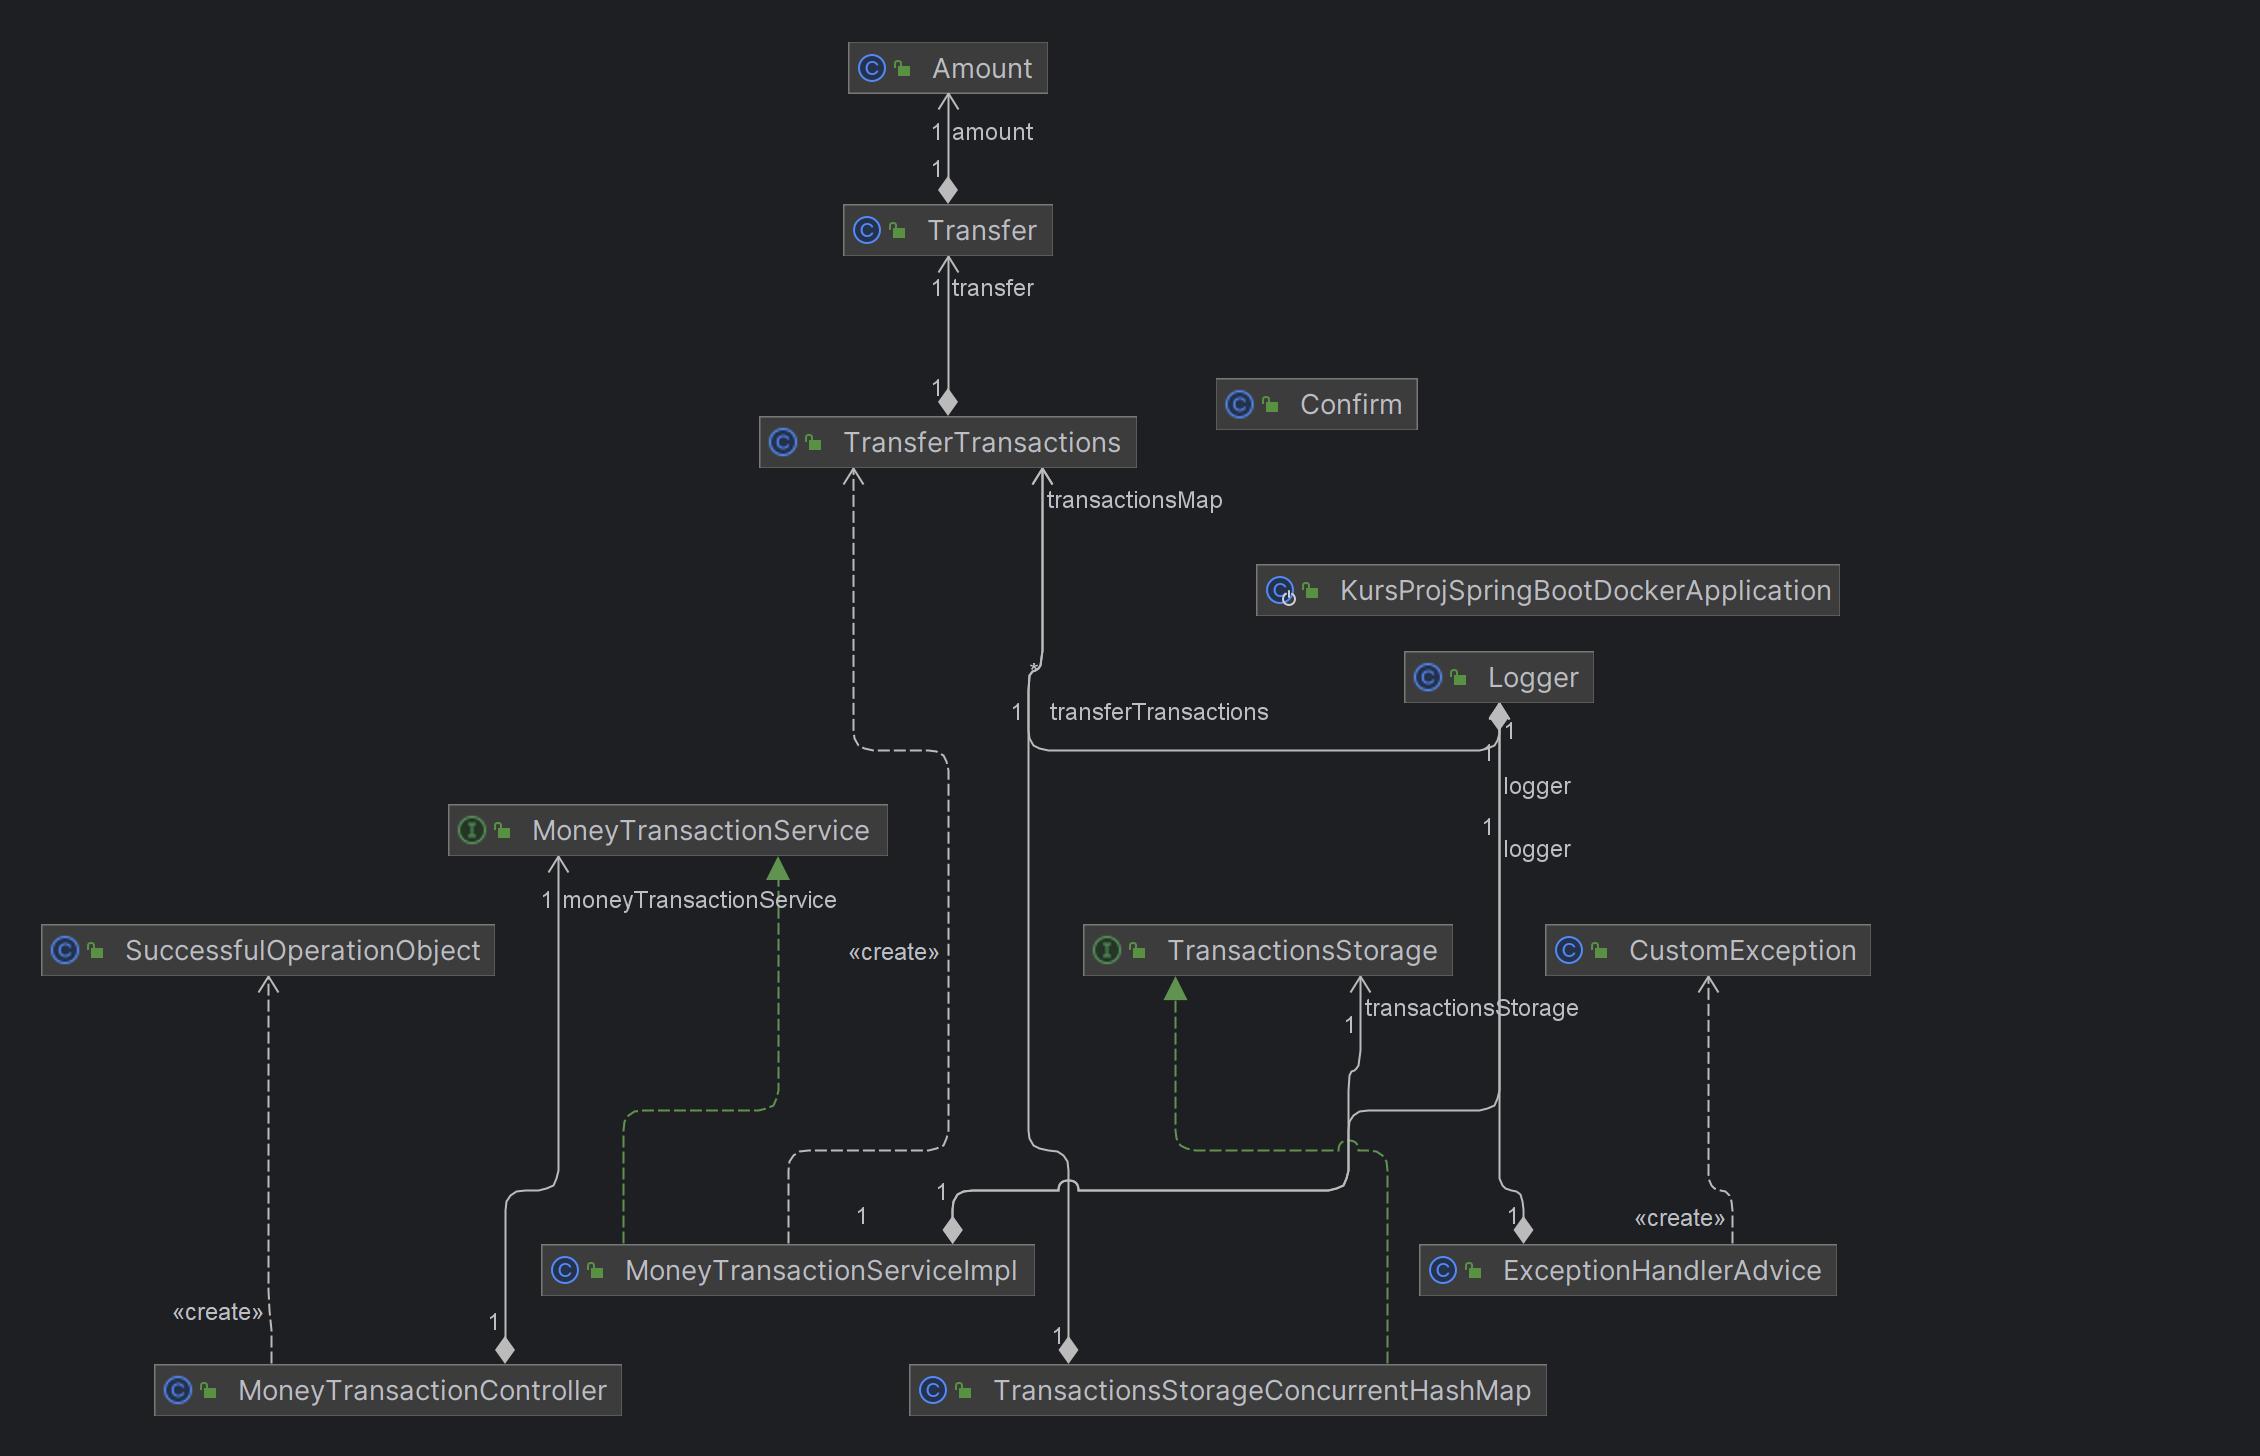 Amount
1 amount
1
Transfer
1 transfer
1
Confirm
TransferTransactions
transactionsMap
KursProjSpringBootDockerApplication
*
Logger
1 transferTransactions
1
1
logger
1
logger
MoneyTransactionService
1 moneyTransactionService
SuccessfulOperationObject
«create»
TransactionsStorage
CustomException
transactionsStorage
1
1
1
1
«create»
MoneyTransactionServiceImpl
ExceptionHandlerAdvice
«create»
1
1
MoneyTransactionController
TransactionsStorageConcurrentHashMap